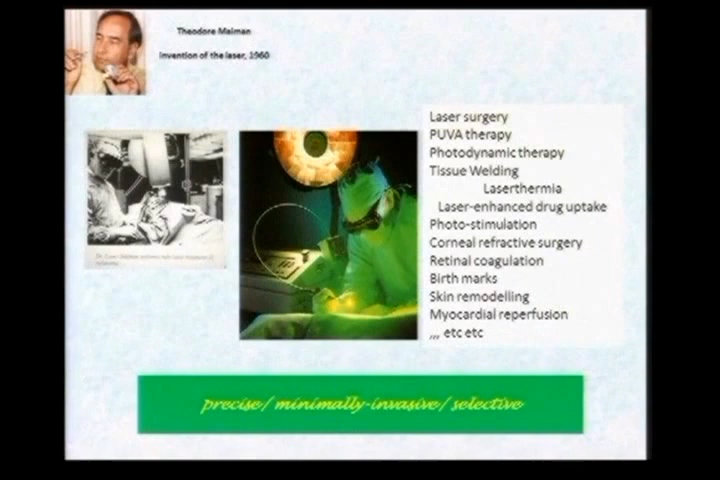 Theodore Maiman
invention of the laser, 1960
Laser surgery
PUVA therapy
Photodynamic therapy
Tissue Welding
Laserthermia
Laser-enhanced drug uptake
Photo-stimulation
Corneal refractive surgery
Retinal coagulation
Birth marks
Skin remodelling
Myocardial reperfusion
,,, etc etc
precise/ minimally-invasive/ selective